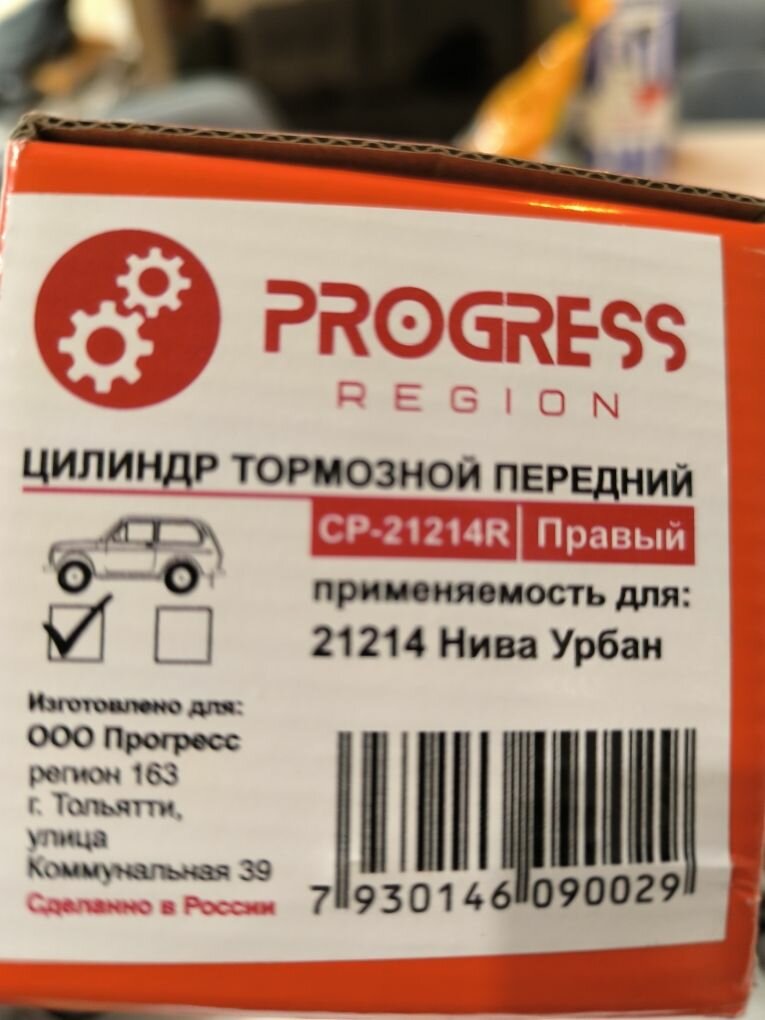 PROGRESS
REGION
ЦИЛИНДР ТОРМОЗНОЙ ПЕРЕДНИЙ
CP-21214R Правый
применяемость для:
21214 Нива Урбан
Изготовлено для:
ООО Прогресс
регион 163
г. Тольятти,
улица
Коммунальная 39
Сделанно в России
7 930146 090029